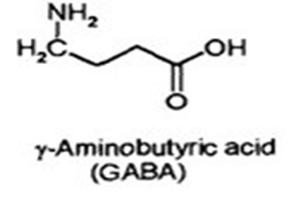 NH₂
H₂C
OH
O
γ-Aminobutyric acid
(GABA)